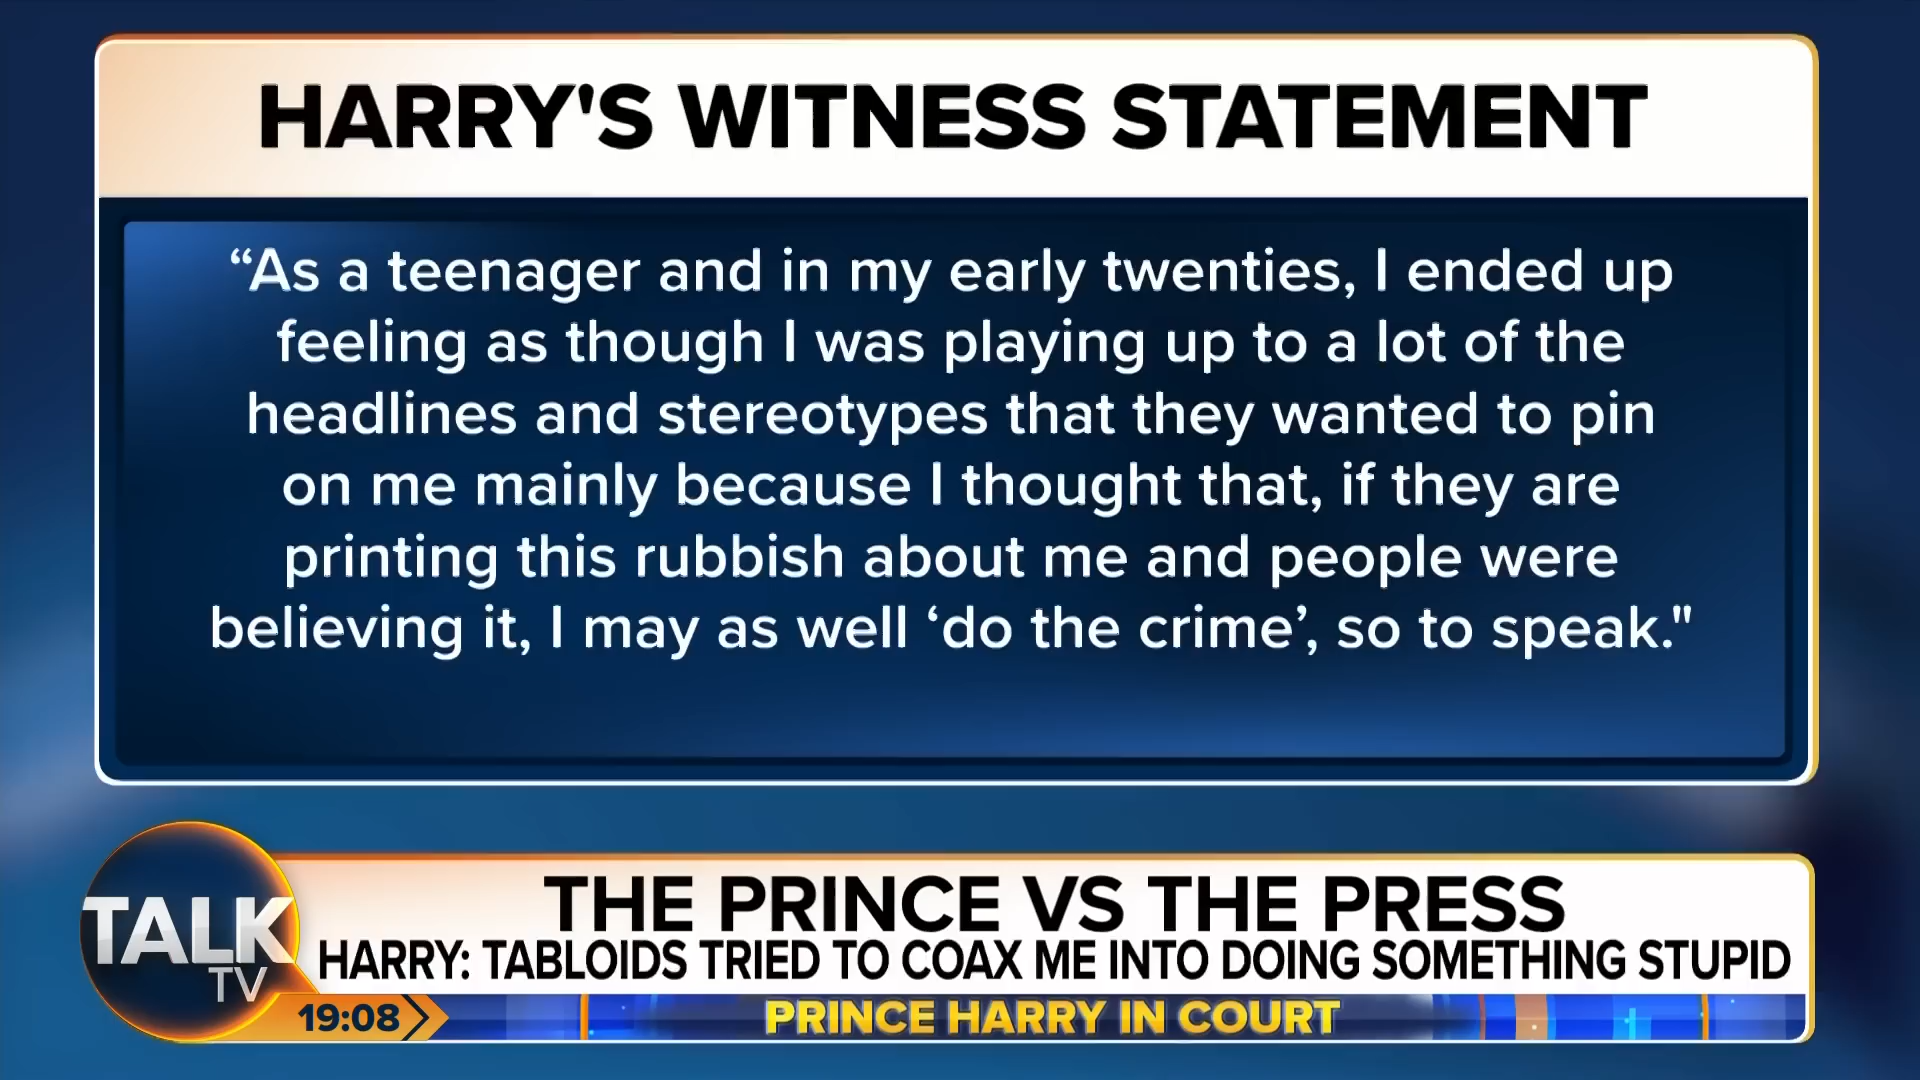 HARRY'S WITNESS STATEMENT
“As a teenager and in my early twenties, I ended up
feeling as though I was playing up to a lot of the
headlines and stereotypes that they wanted to pin
on me mainly because I thought that, if they are
printing this rubbish about me and people were
believing it, I may as well ‘do the crime’, so to speak."
THE PRINCE VS THE PRESS
HARRY: TABLOIDS TRIED TO COAX ME INTO DOING SOMETHING STUPID
TALK
TV
19:08
PRINCE HARRY IN COURT